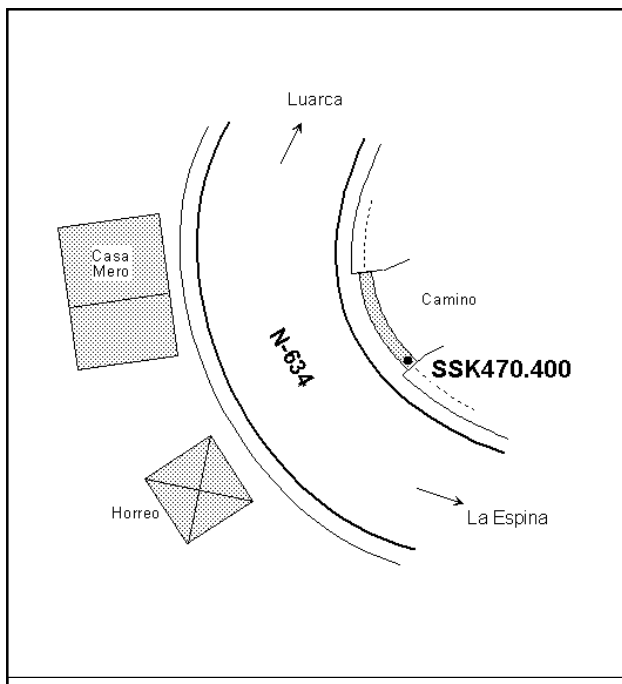 Luarca
Casa
Mero
Camino
N-634
SSK470.400
Horreo
La Espina